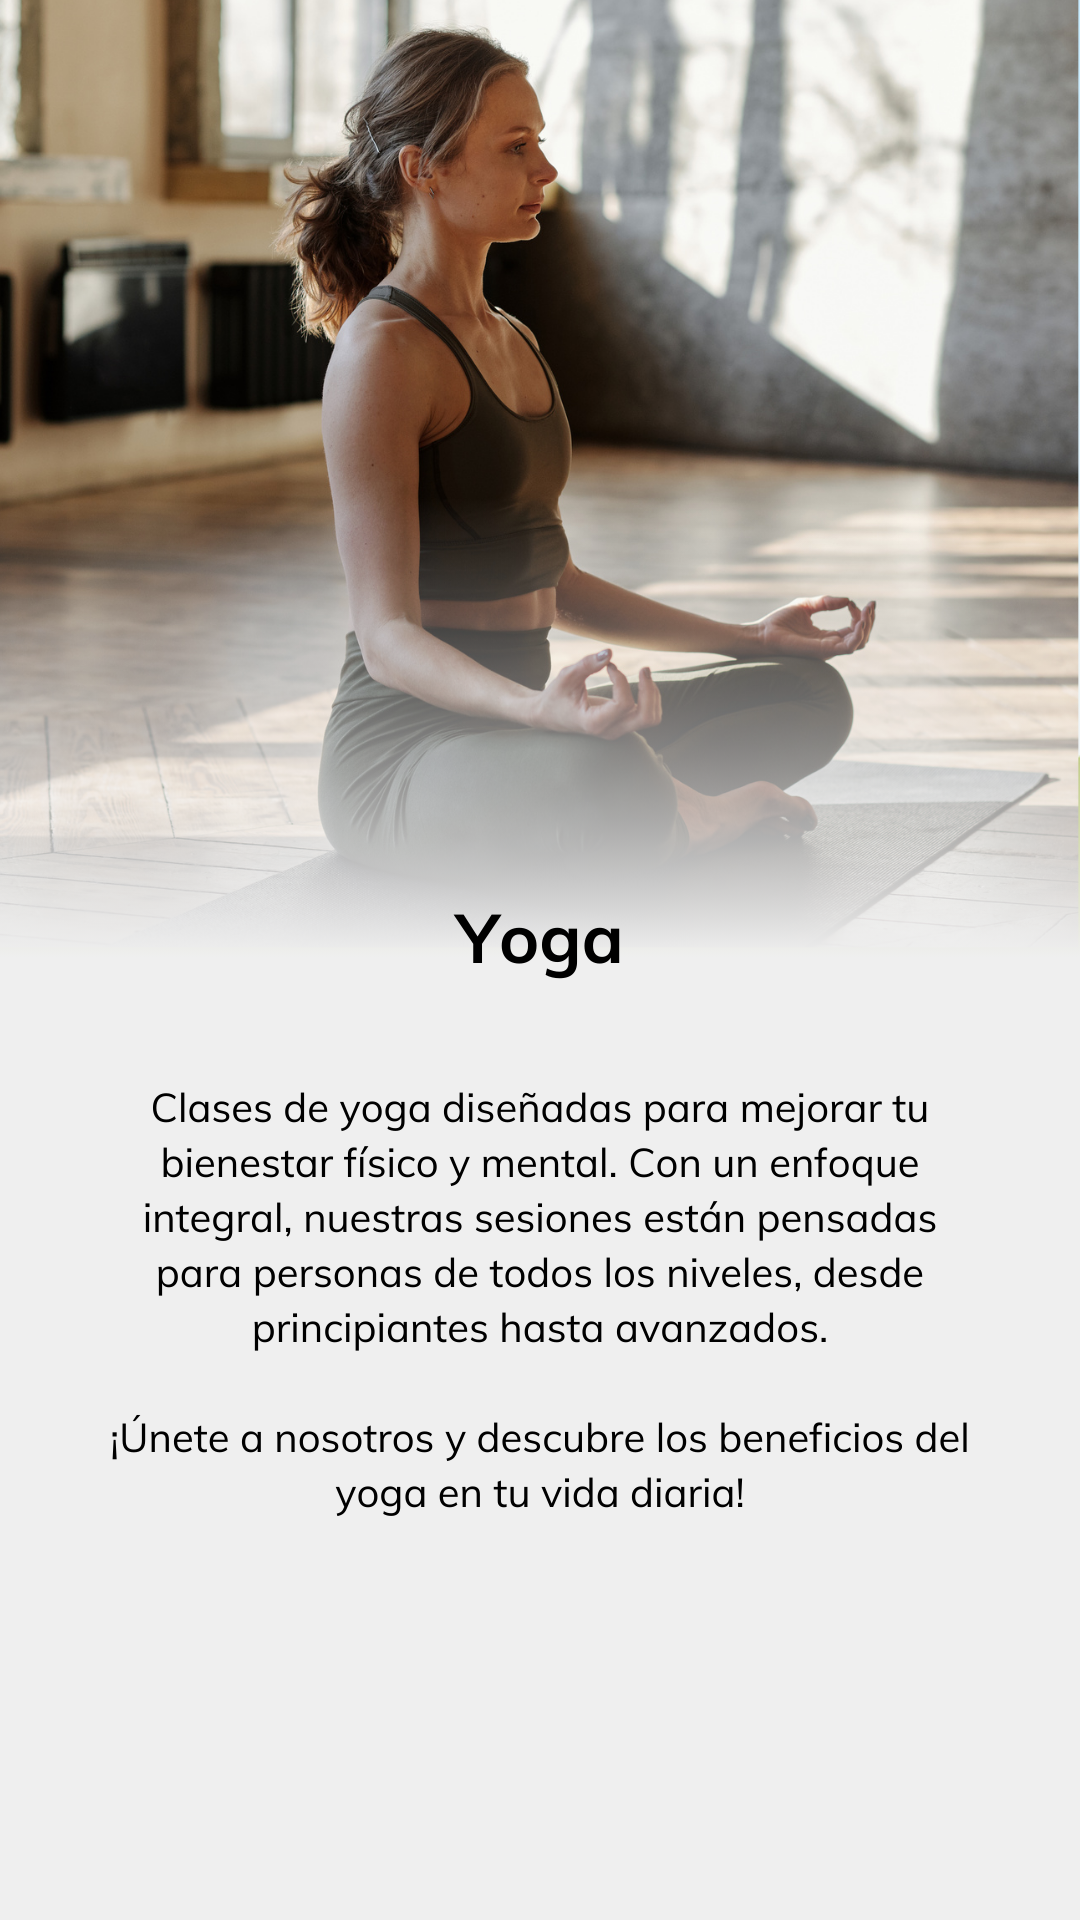 Yoga
Clases de yoga diseñadas para mejorar tu
bienestar físico y mental. Con un enfoque
integral, nuestras sesiones están pensadas
para personas de todos los niveles, desde
principiantes hasta avanzados.
¡Únete a nosotros y descubre los beneficios del
yoga en tu vida diaria!